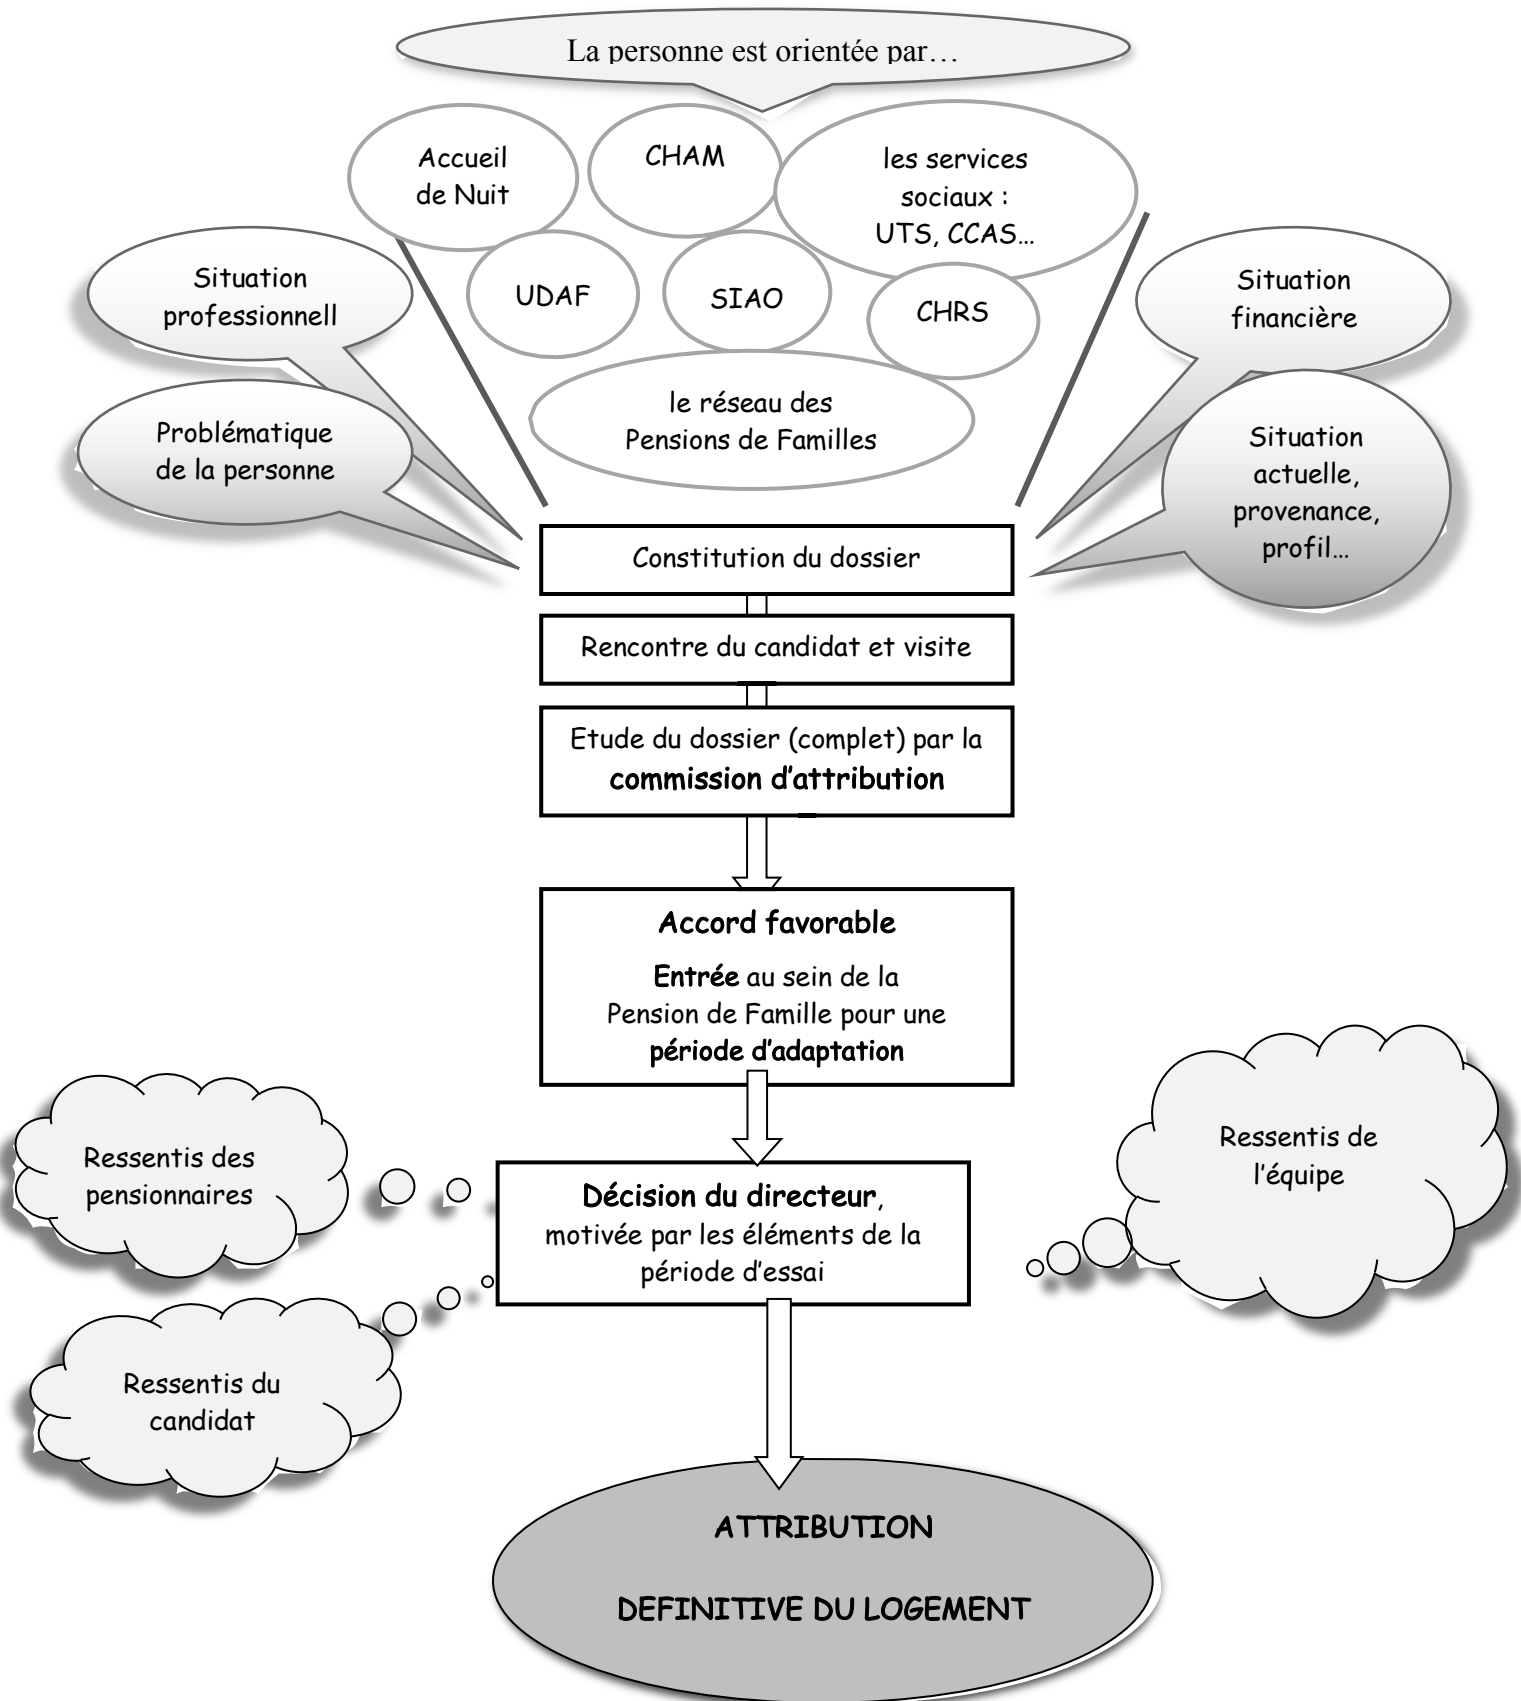 La personne est orientée par…
Accueil
de Nuit
CHAM
les services
sociaux :
UTS, CCAS…
UDAF
SIAO
CHRS
le réseau des
Pensions de Familles
Situation
professionnell
Problématique
de la personne
Situation
financière
Situation
actuelle,
provenance,
profil…
Constitution du dossier
Rencontre du candidat et visite
Etude du dossier (complet) par la
commission d'attribution
Accord favorable
Entrée au sein de la
Pension de Famille pour une
période d'adaptation
Ressentis des
pensionnaires
Ressentis de
l'équipe
Décision du directeur,
motivée par les éléments de la
période d'essai
Ressentis du
candidat
ATTRIBUTION
DEFINITIVE DU LOGEMENT